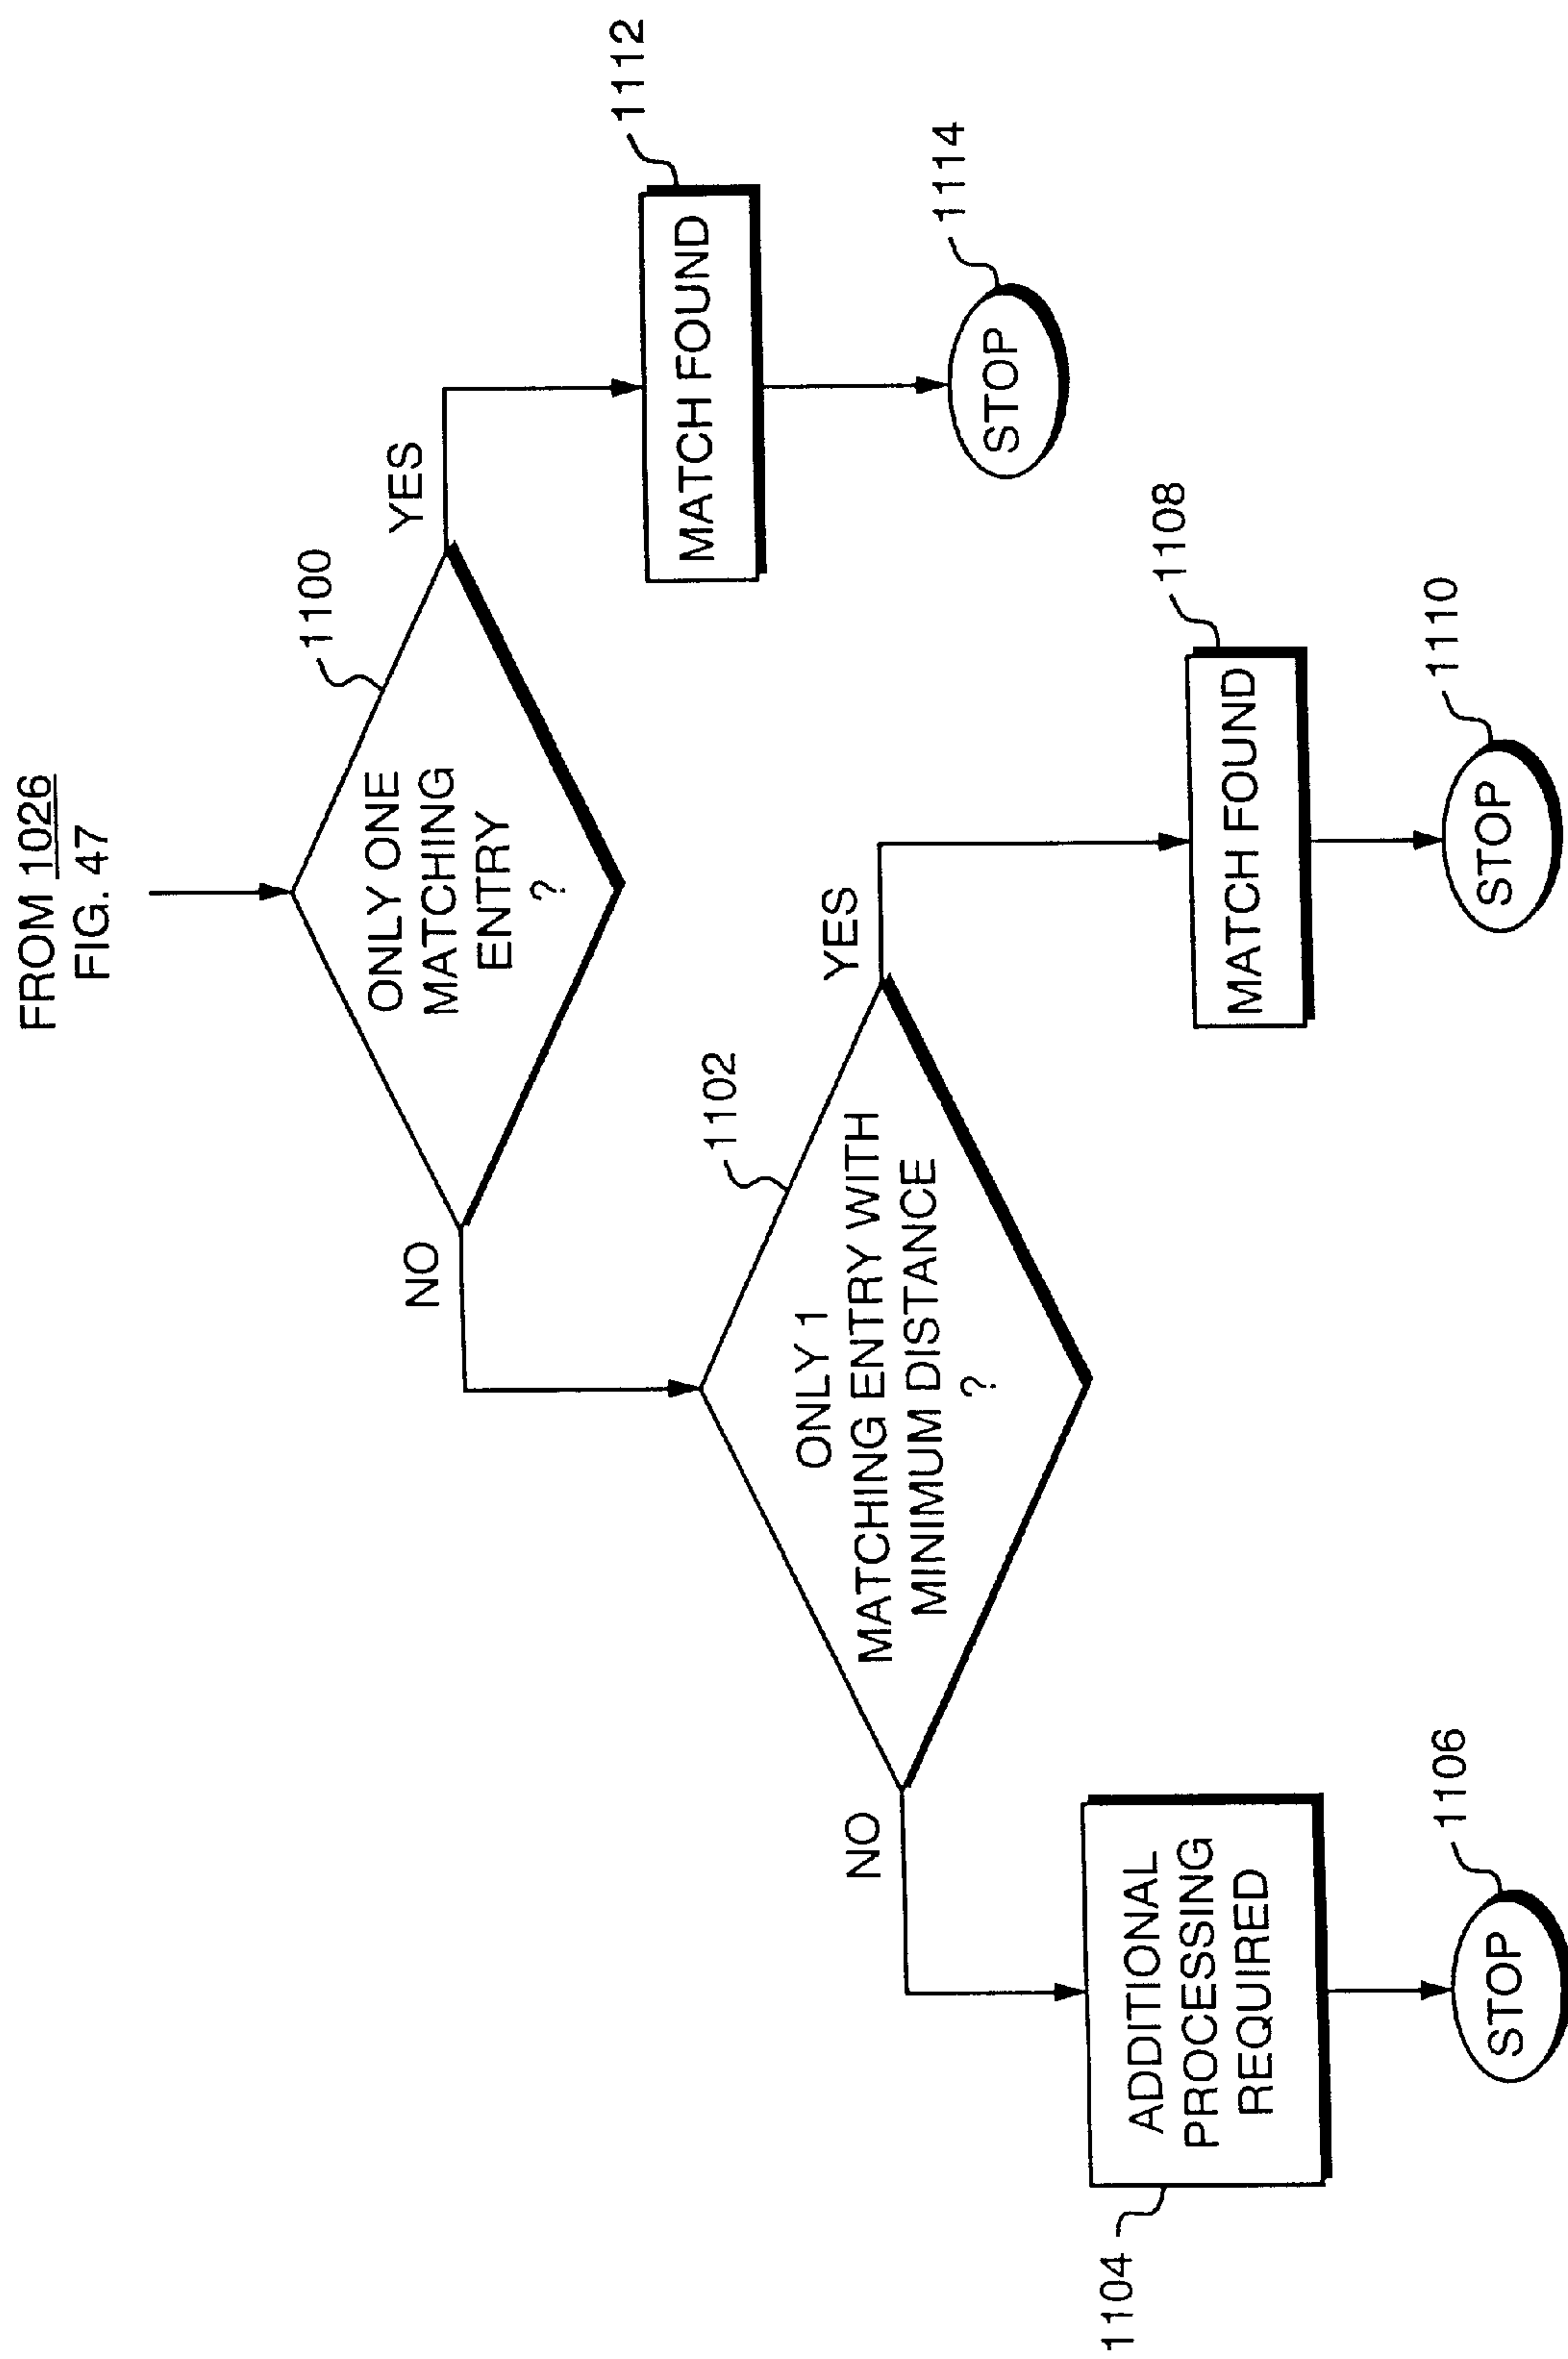 FROM 1026
FIG. 47
1100
ONLY ONE
MATCHING
ENTRY
?
YES
NO
1112
MATCH FOUND
1114
STOP
1102
ONLY 1
MATCHING ENTRY WITH
MINIMUM DISTANCE
?
YES
NO
1108
MATCH FOUND
1110
STOP
1104
ADDITIONAL
PROCESSING
REQUIRED
1106
STOP